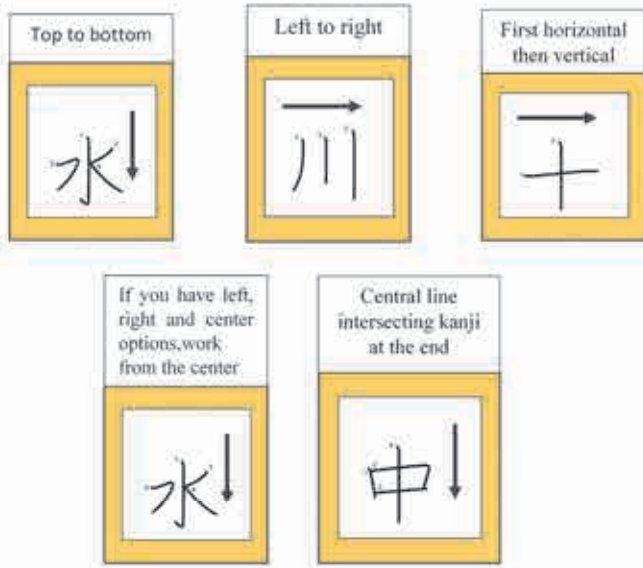 Top to bottom
水
Left to right
川
First horizontal
then vertical
十
If you have left,
right and center
options,work
from the center
水
Central line
intersecting kanji
at the end
中